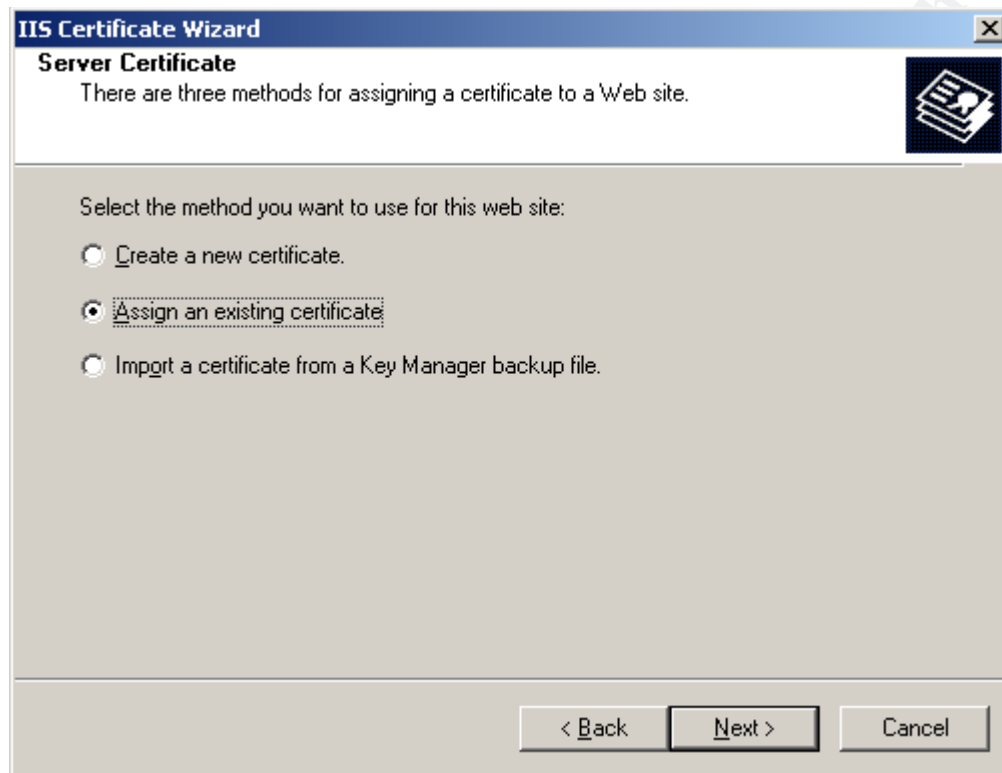 IIS Certificate Wizard
Server Certificate
There are three methods for assigning a certificate to a Web site.
Select the method you want to use for this web site:
Create a new certificate.
Assign an existing certificate
Import a certificate from a Key Manager backup file.
< Back
Next >
Cancel